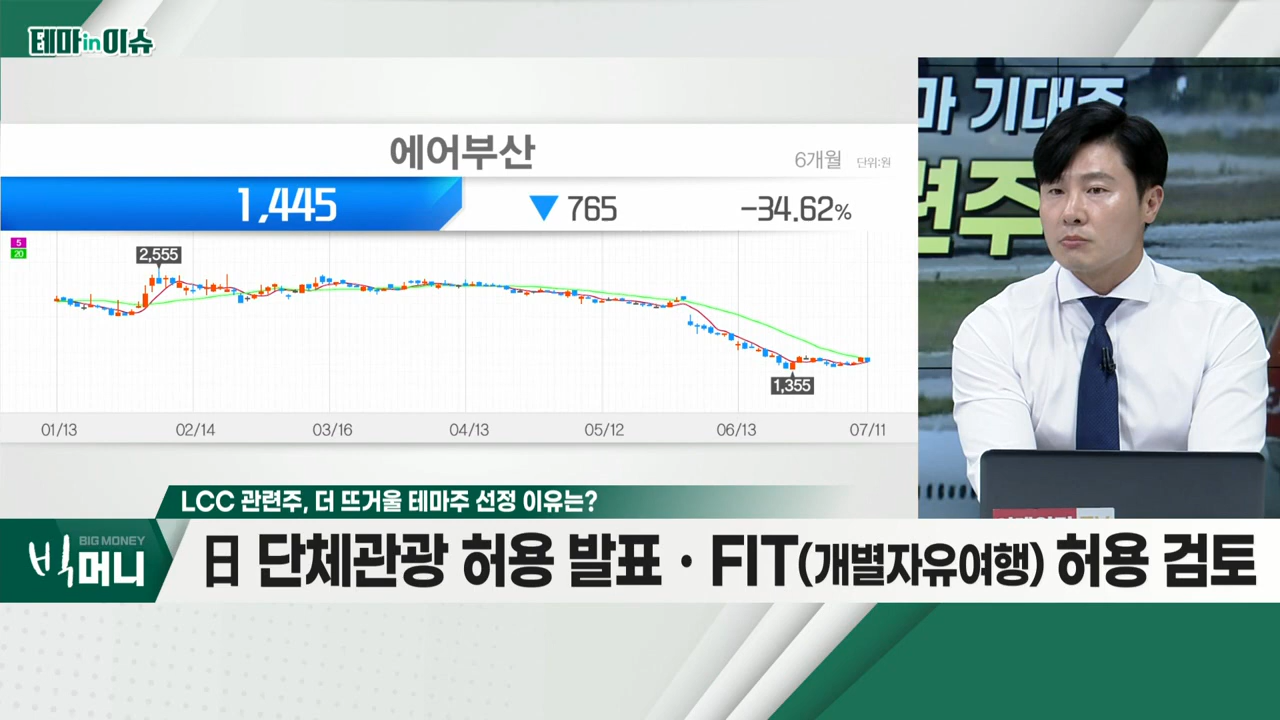 테마in이슈
에어부산
6개월 단위:원
1,445 ▼ 765 -34.62%
5
20
2,555
1,355
01/13 02/14 03/16 04/13 05/12 06/13 07/11
마 기대주
련주
LCC 관련주, 더 뜨거울 테마주 선정 이유는?
BIG MONEY
빅머니
日 단체관광 허용 발표·FIT(개별자유여행) 허용 검토